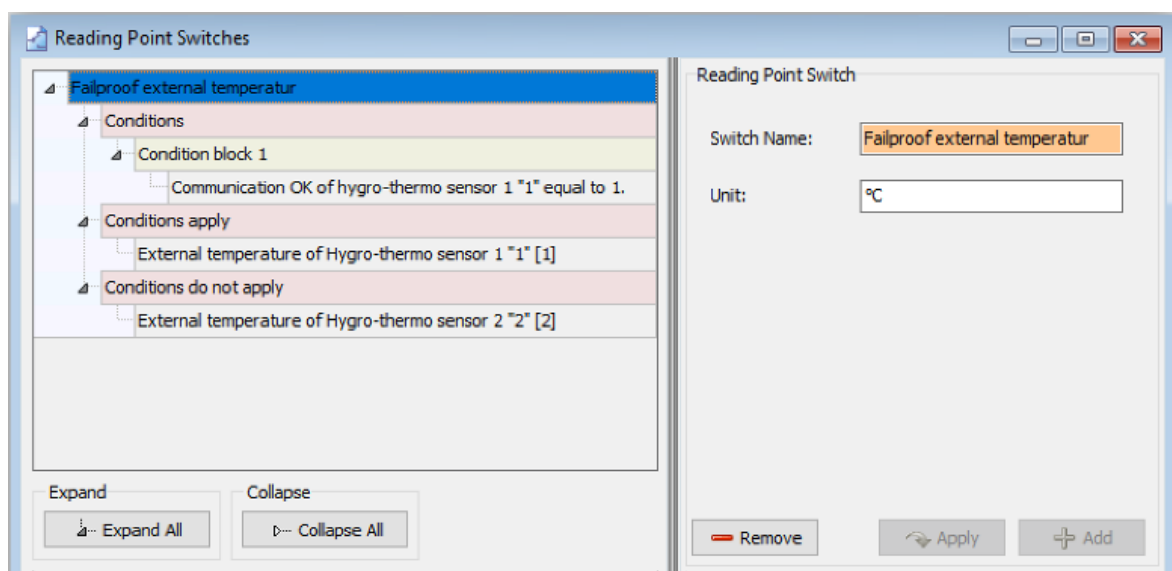 Reading Point Switches
Failproof external temperatur
Conditions
Condition block 1
Communication OK of hygro-thermo sensor 1 "1" equal to 1.
Conditions apply
External temperature of Hygro-thermo sensor 1 "1" [1]
Conditions do not apply
External temperature of Hygro-thermo sensor 2 "2" [2]
Expand
Collapse
Expand All
Collapse All
Reading Point Switch
Switch Name: Failproof external temperatur
Unit: °C
Remove Apply Add